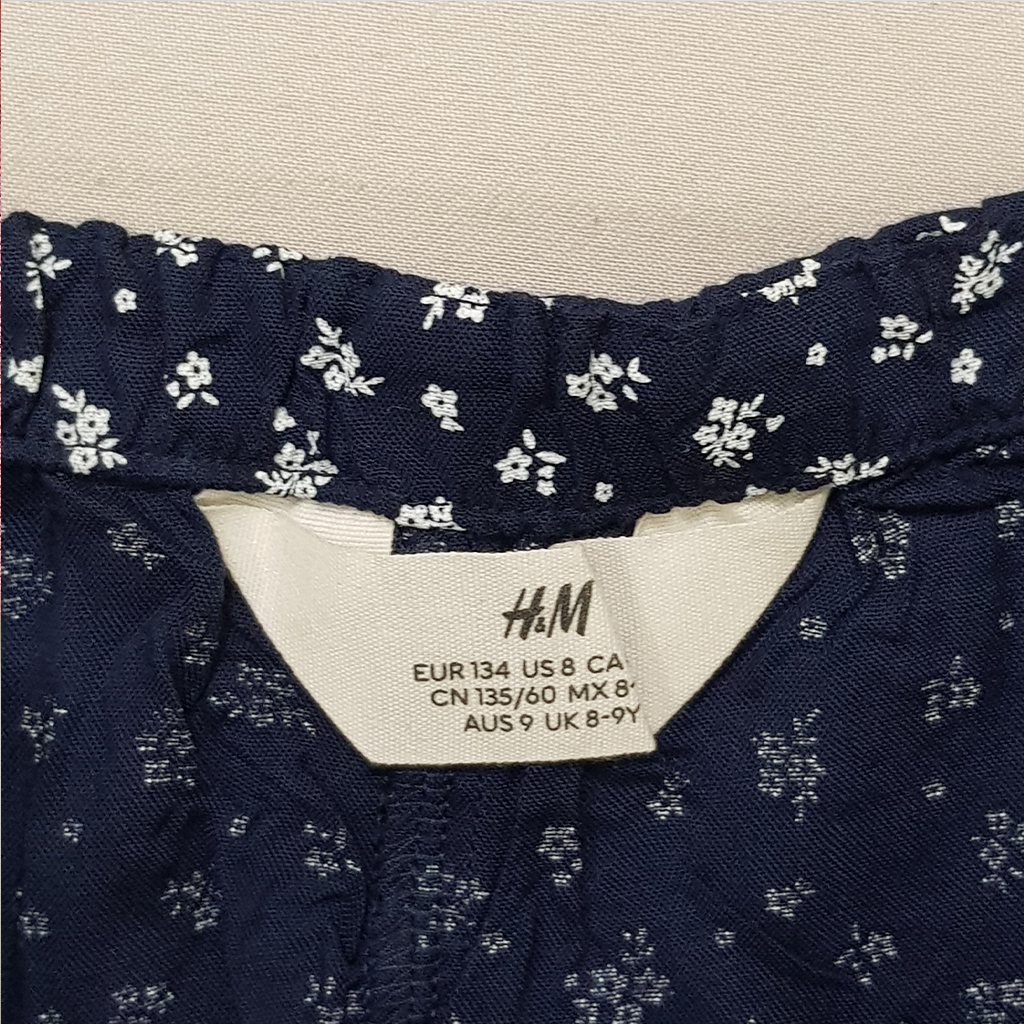 H&M
EUR 134 US 8 CA
CN 135/60 MX 8-
AUS 9 UK 8-9Y